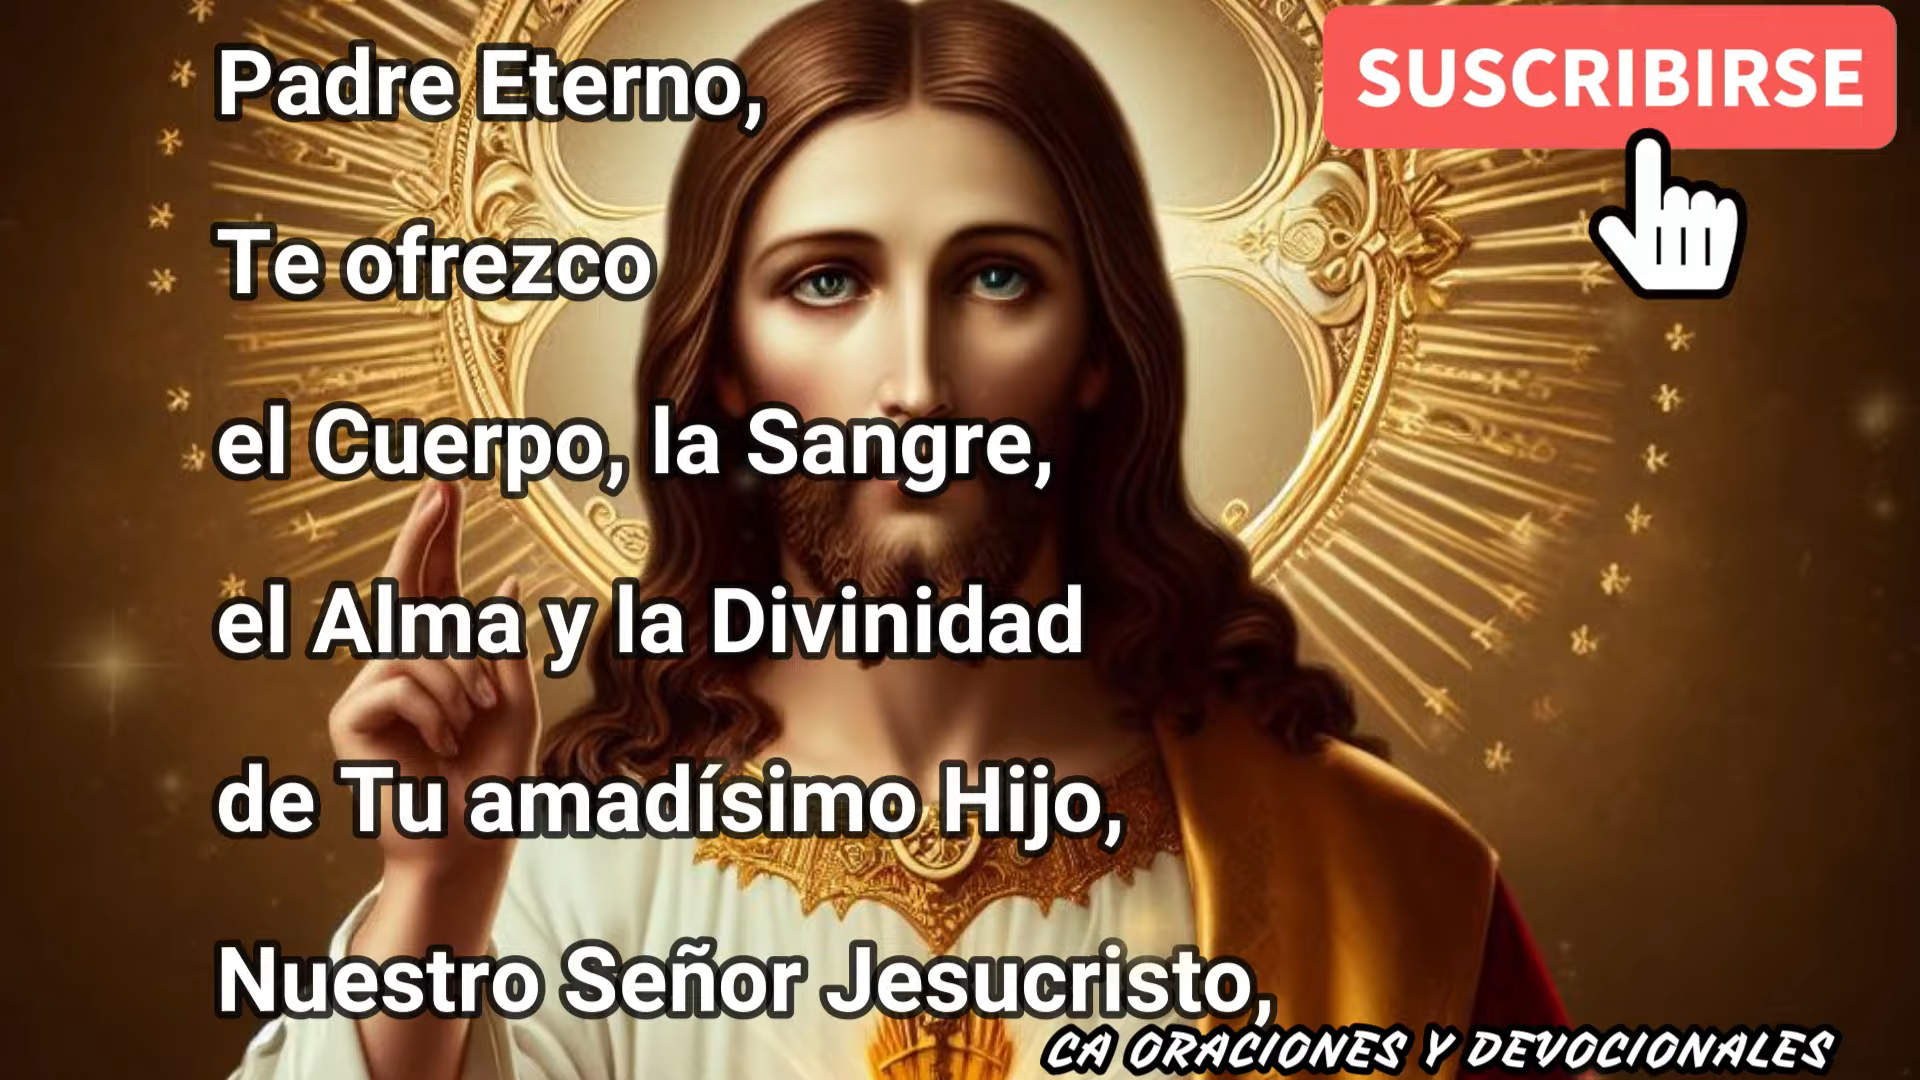 Padre Eterno,
SUSCRIBIRSE
Te ofrezco
el Cuerpo, la Sangre,
el Alma y la Divinidad
de Tu amadísimo Hijo,
Nuestro Señor Jesucristo,
CA ORACIONES Y DEVOCIONALES